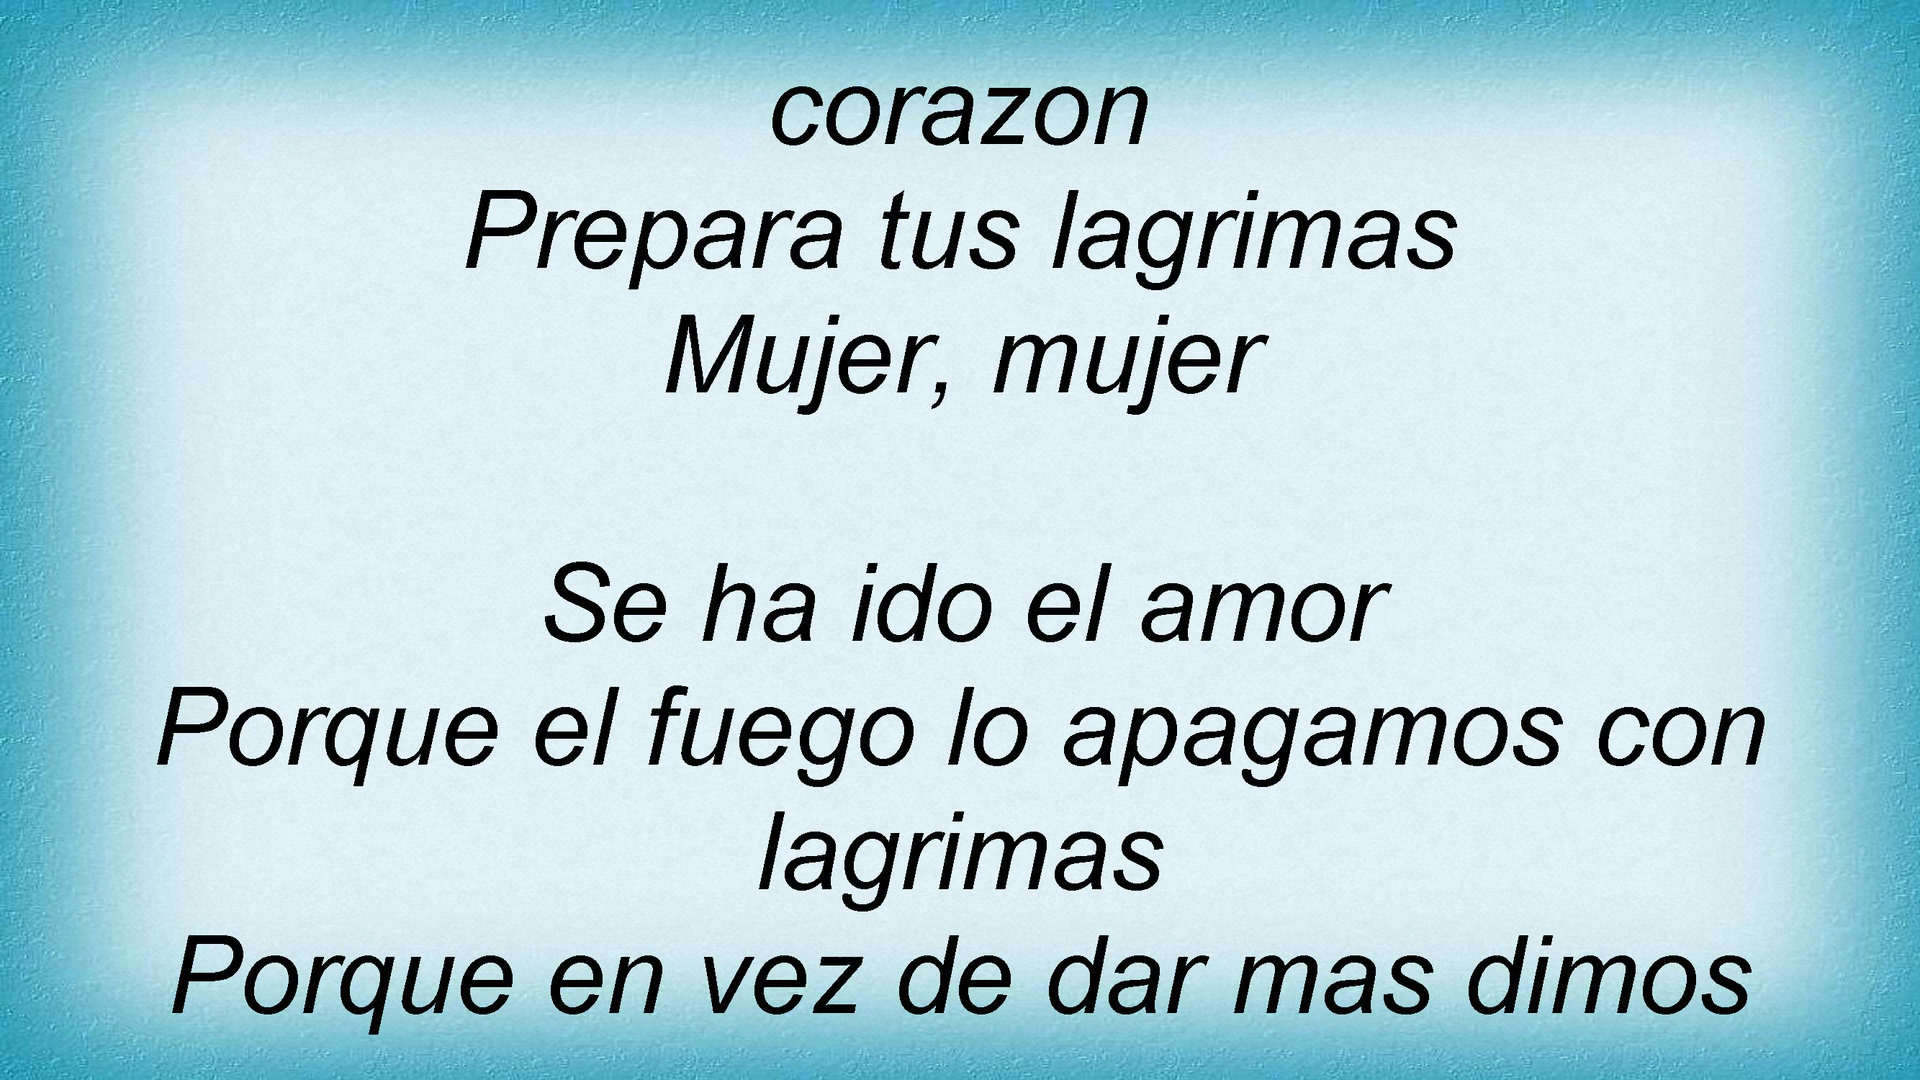 corazon
Prepara tus lagrimas
Mujer, mujer
Se ha ido el amor
Porque el fuego lo apagamos con
lagrimas
Porque en vez de dar mas dimos